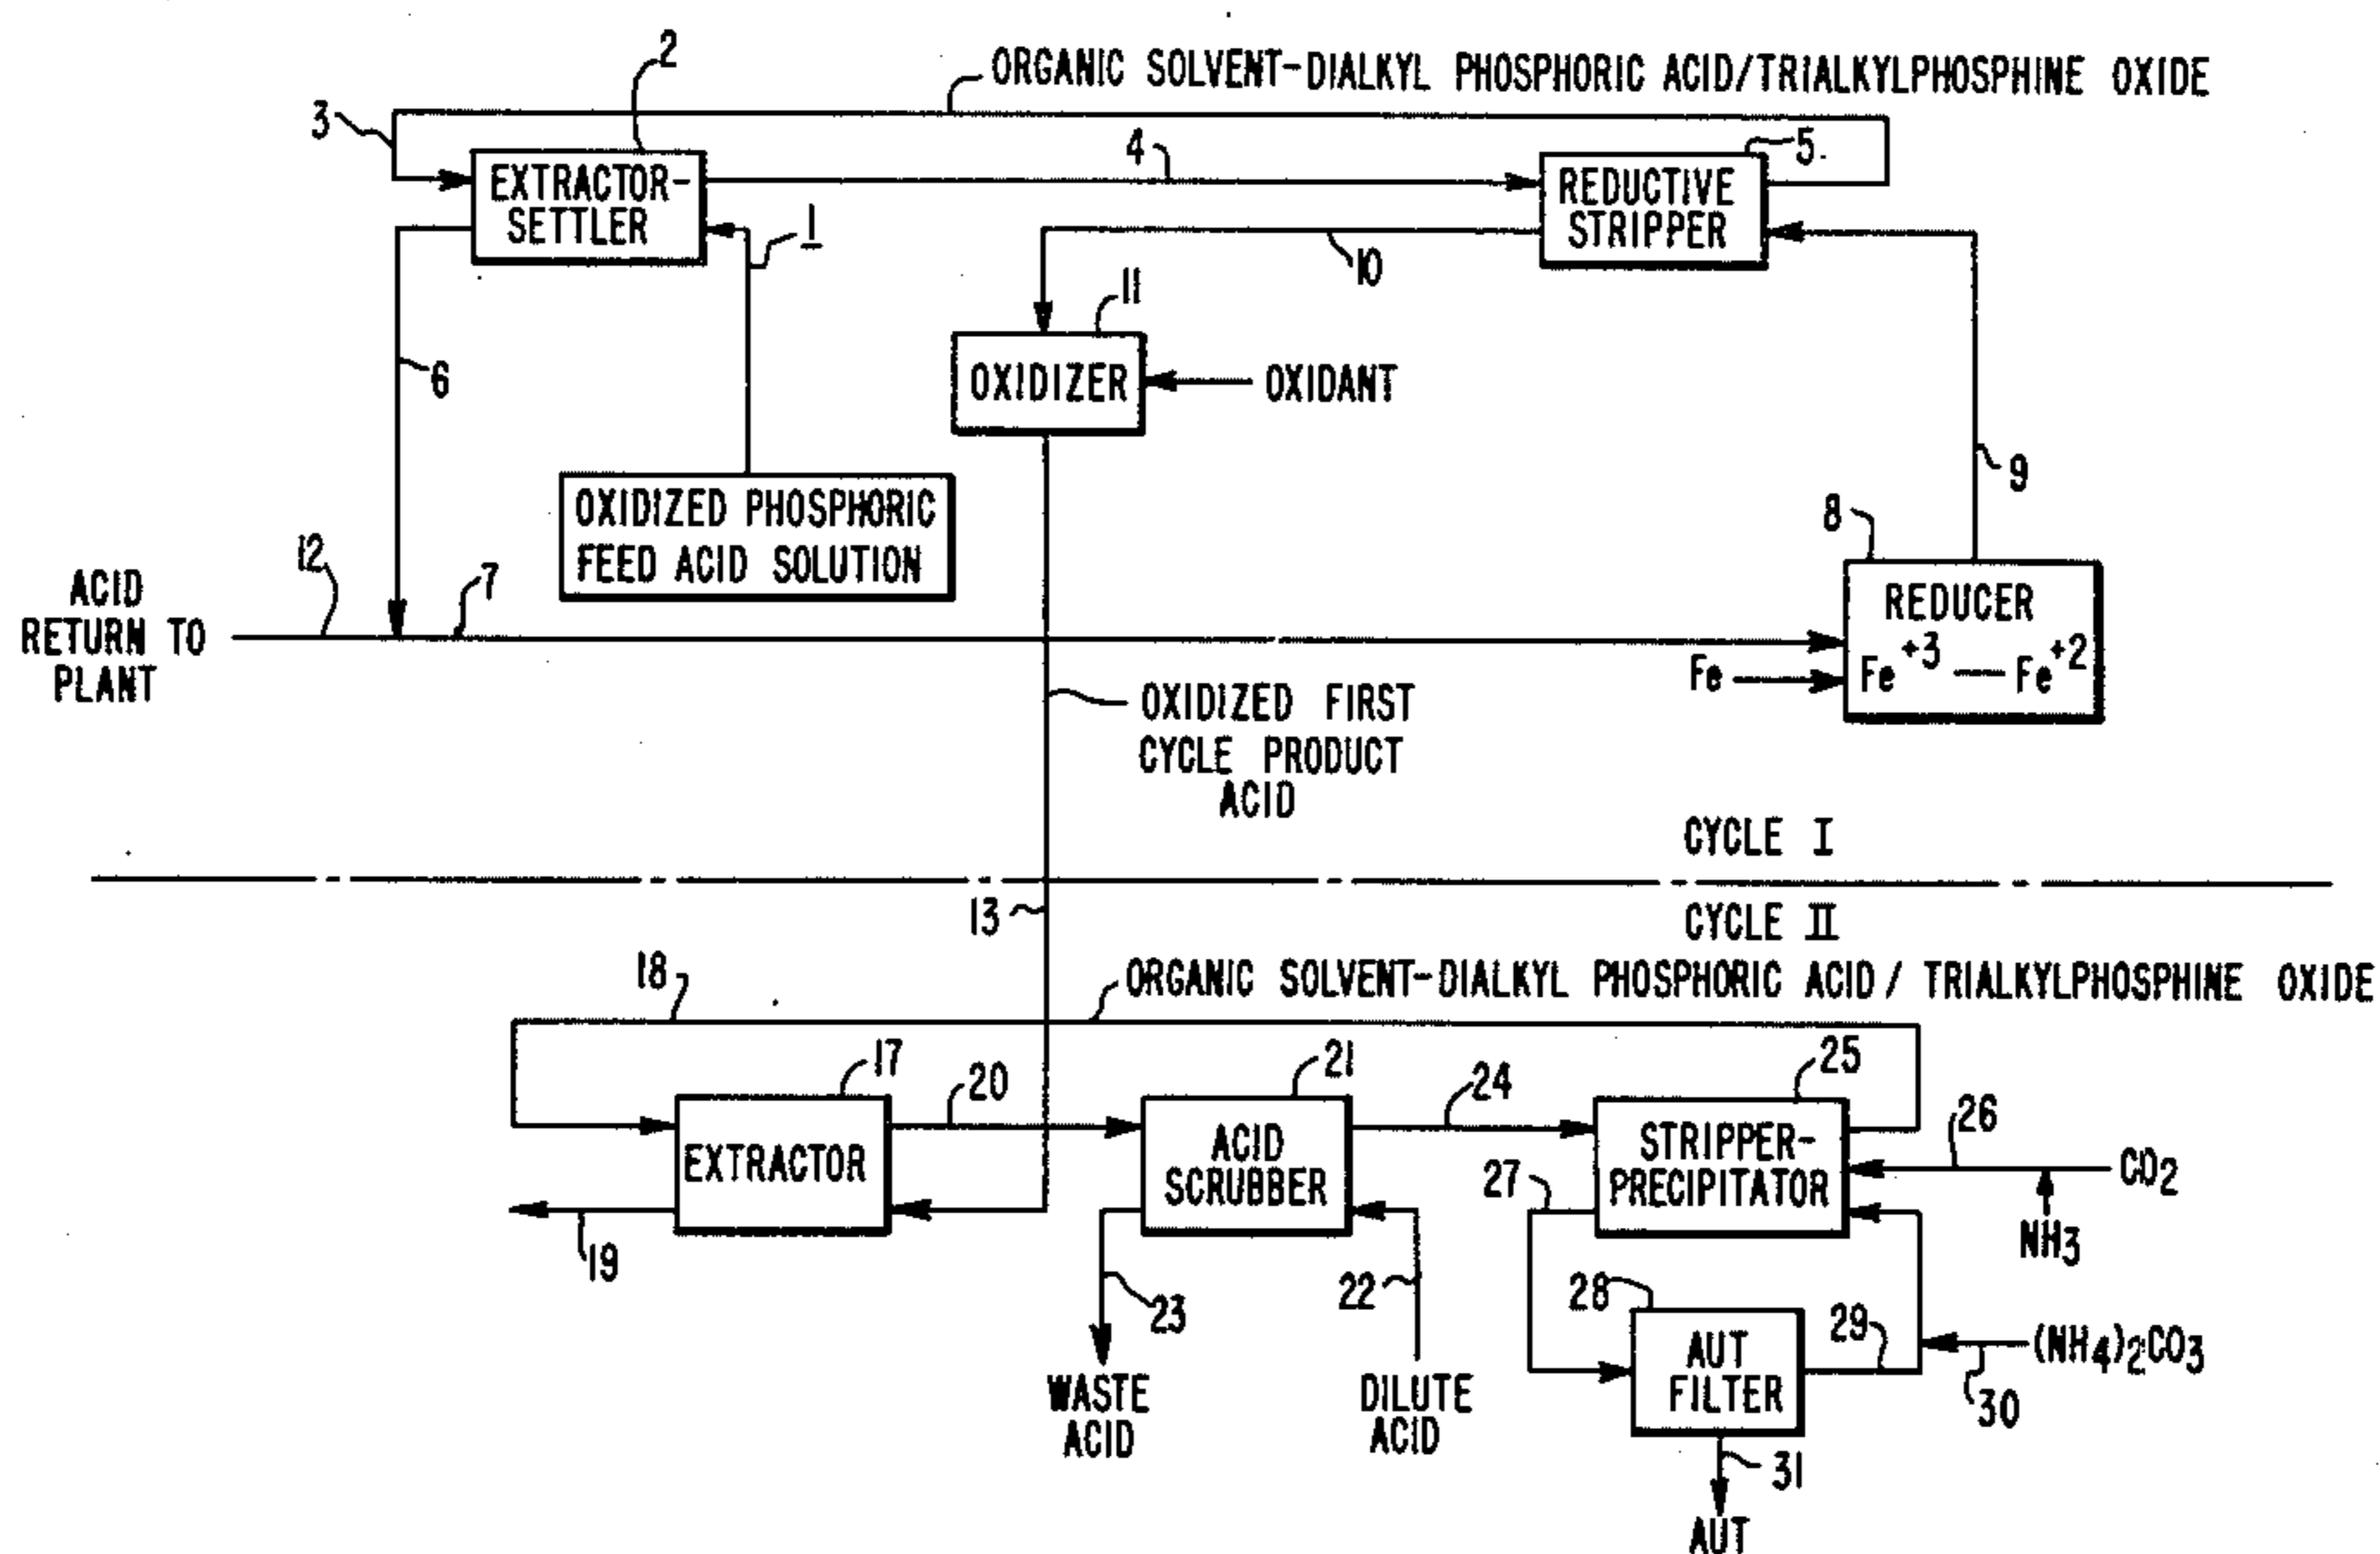 2
ORGANIC SOLVENT-DIALKYL PHOSPHORIC ACID/TRIALKYLPHOSPHINE OXIDE
3
4
5
EXTRACTOR-
SETTLER
1
REDUCTIVE
STRIPPER
10
11
6
OXIDIZER
OXIDANT
9
OXIDIZED PHOSPHORIC
FEED ACID SOLUTION
8
12
7
ACID
RETURN TO
PLANT
REDUCER
Fe
Fe+3 — Fe+2
OXIDIZED FIRST
CYCLE PRODUCT
ACID
CYCLE I
13
CYCLE II
18
ORGANIC SOLVENT-DIALKYL PHOSPHORIC ACID / TRIALKYLPHOSPHINE OXIDE
17
20
21
24
25
26
EXTRACTOR
ACID
SCRUBBER
STRIPPER-
PRECIPITATOR
CO2
27
NH3
19
23
22
28
29
(NH4)2CO3
30
AUT
FILTER
WASTE
ACID
DILUTE
ACID
31
AUT